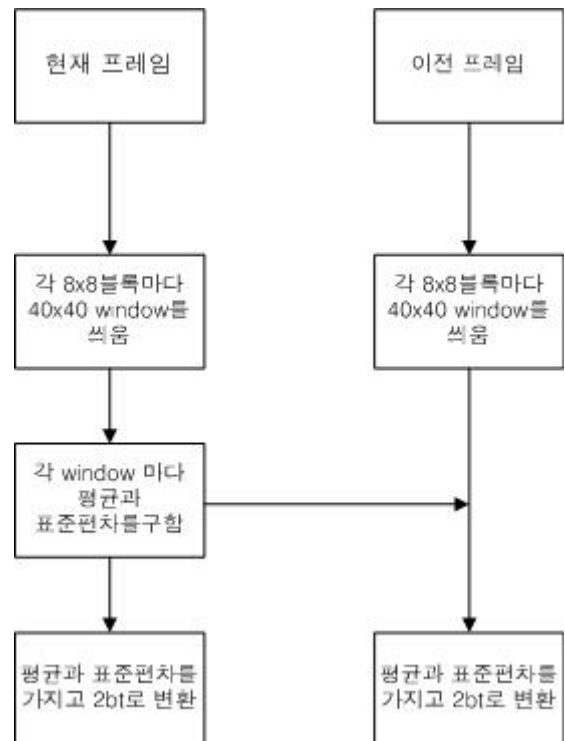 현재 프레임
이전 프레임
각 8x8블록마다
40x40 window를
씌움
각 8x8블록마다
40x40 window를
씌움
각 window 마다
평균과
표준편차를구함
평균과 표준편차를
가지고 2bt로 변환
평균과 표준편차를
가지고 2bt로 변환